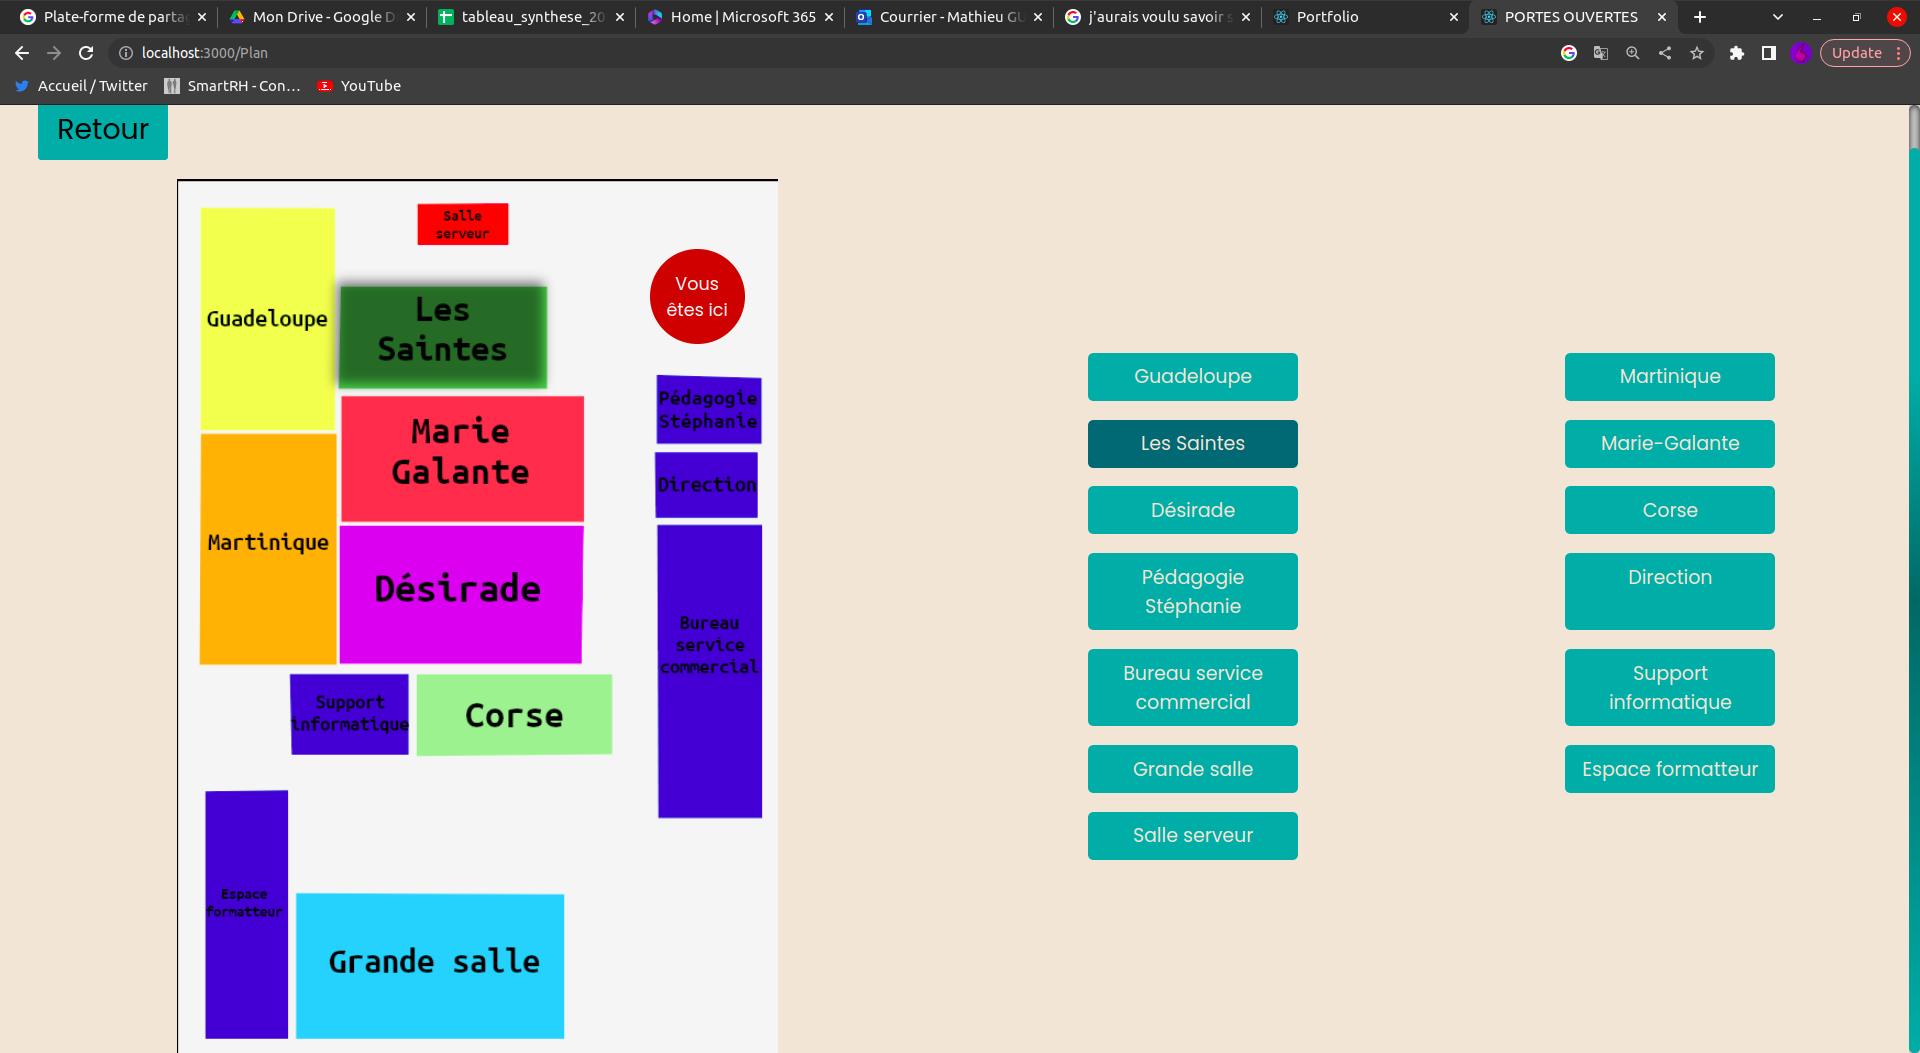 Plate-forme de parta
Mon Drive - Google D
tableau_synthese_20
Home | Microsoft 365
Courrier - Mathieu GU
j'aurais voulu savoir s
Portfolio
PORTES OUVERTES
localhost:3000/Plan
Update
Accueil / Twitter
SmartRH - Con...
YouTube
Retour
Salle
serveur
Guadeloupe
Les
Saintes
Vous
êtes ici
Pédagogie
Stéphanie
Marie
Galante
Direction
Martinique
Désirade
Bureau
service
commercial
Support
informatique
Corse
Espace
formatteur
Grande salle
Guadeloupe
Martinique
Les Saintes
Marie-Galante
Désirade
Corse
Pédagogie
Stéphanie
Direction
Bureau service
commercial
Support
informatique
Grande salle
Espace formatteur
Salle serveur